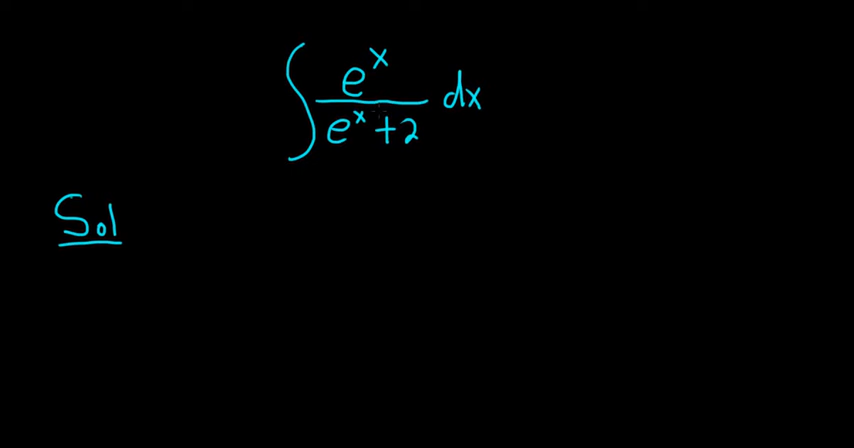 ∫ e^x / (e^x + 2) dx
Sol